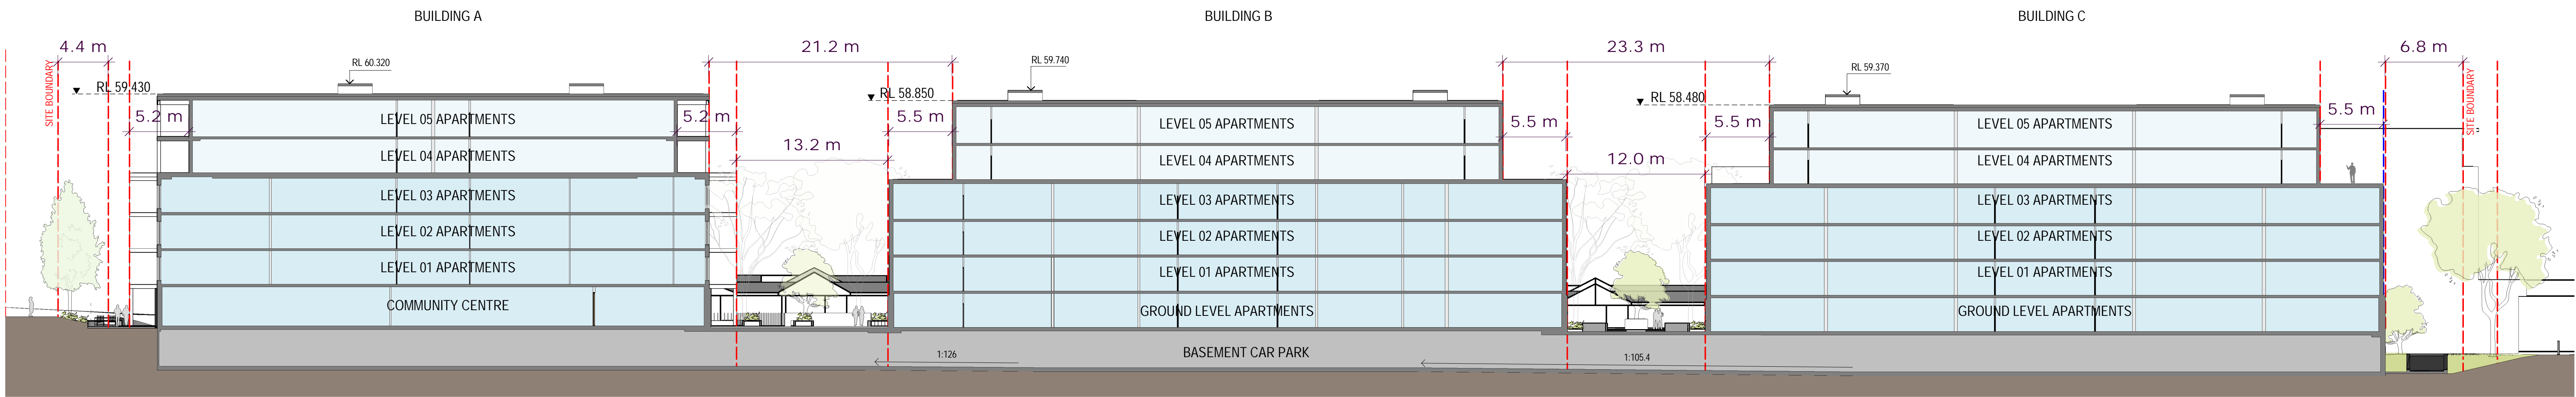 BUILDING A
BUILDING B
BUILDING C
4.4 m
21.2 m
23.3 m
6.8 m
SITE BOUNDARY
SITE BOUNDARY
RL 60.320
RL 59.740
RL 59.370
RL 59.430
RL 58.850
RL 58.480
5.2 m
5.2 m
5.5 m
5.5 m
5.5 m
5.5 m
13.2 m
12.0 m
LEVEL 05 APARTMENTS
LEVEL 04 APARTMENTS
LEVEL 03 APARTMENTS
LEVEL 02 APARTMENTS
LEVEL 01 APARTMENTS
COMMUNITY CENTRE
LEVEL 05 APARTMENTS
LEVEL 04 APARTMENTS
LEVEL 03 APARTMENTS
LEVEL 02 APARTMENTS
LEVEL 01 APARTMENTS
GROUND LEVEL APARTMENTS
LEVEL 05 APARTMENTS
LEVEL 04 APARTMENTS
LEVEL 03 APARTMENTS
LEVEL 02 APARTMENTS
LEVEL 01 APARTMENTS
GROUND LEVEL APARTMENTS
1:126
BASEMENT CAR PARK
1:105.4